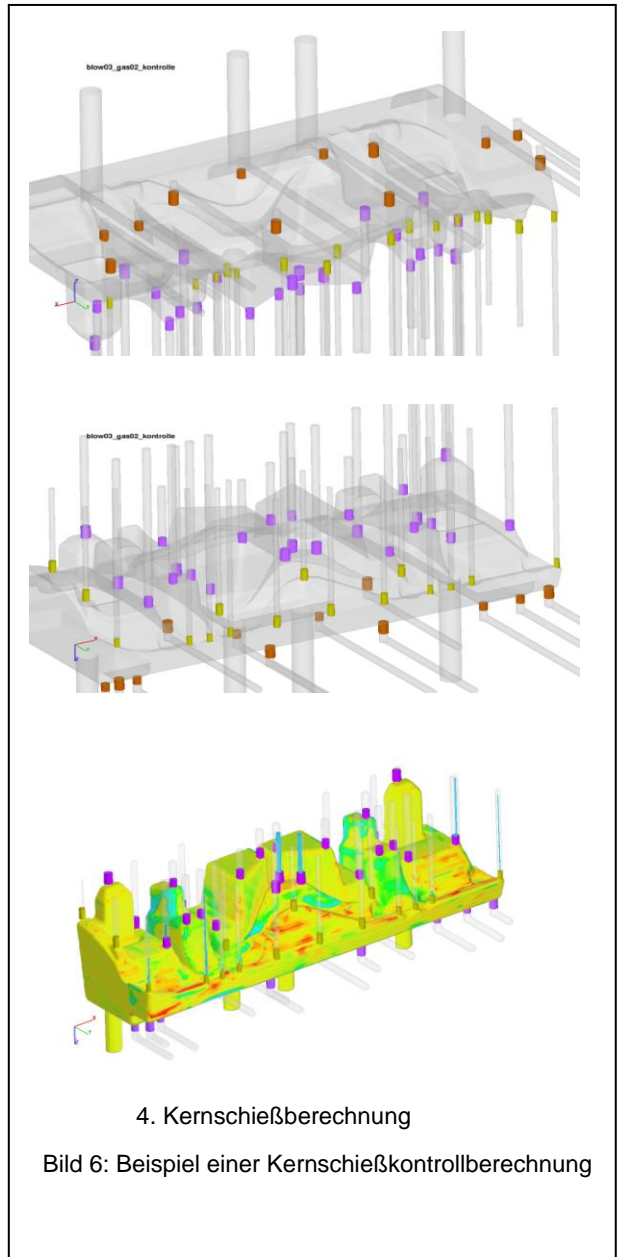 blow03_gas02_kontrolle
blow03_gas02_kontrolle
4. Kernschießberechnung
Bild 6: Beispiel einer Kernschießkontrollberechnung